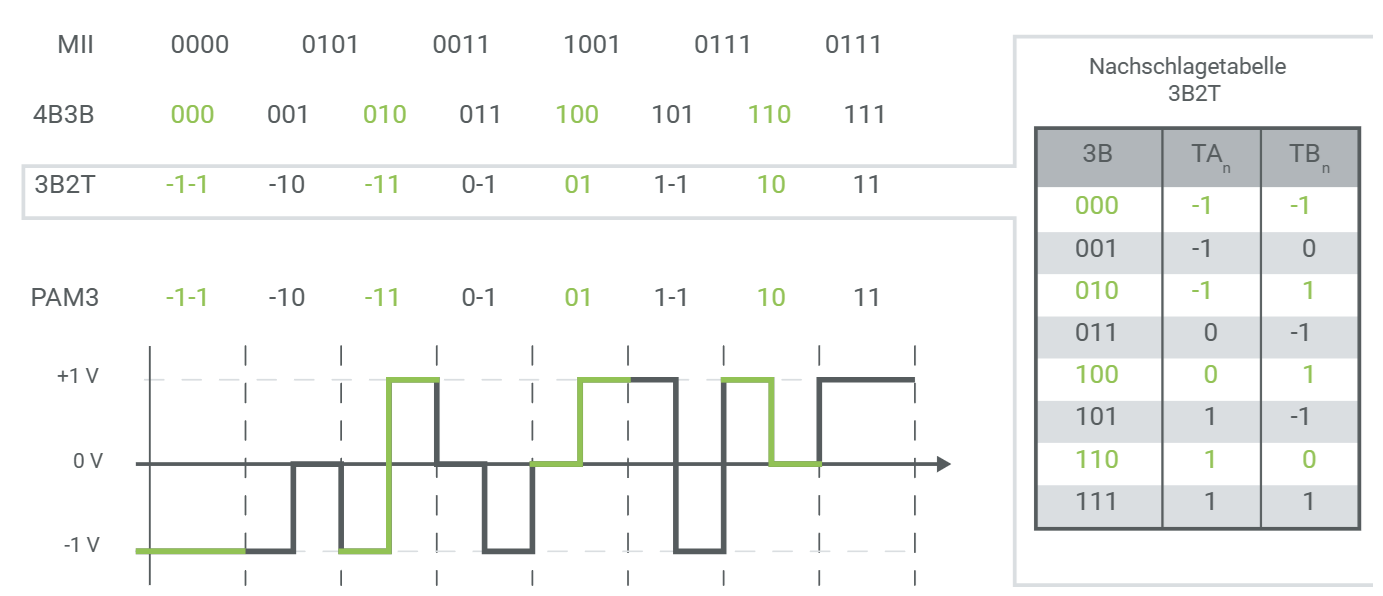 MII 0000 0101 0011 1001 0111 0111
4B3B 000 001 010 011 100 101 110 111
3B2T -1-1 -10 -11 0-1 01 1-1 10 11
PAM3 -1-1 -10 -11 0-1 01 1-1 10 11
+1 V
0 V
-1 V
Nachschlagetabelle
3B2T
3B TAn TBn
000 -1 -1
001 -1 0
010 -1 1
011 0 -1
100 0 1
101 1 -1
110 1 0
111 1 1